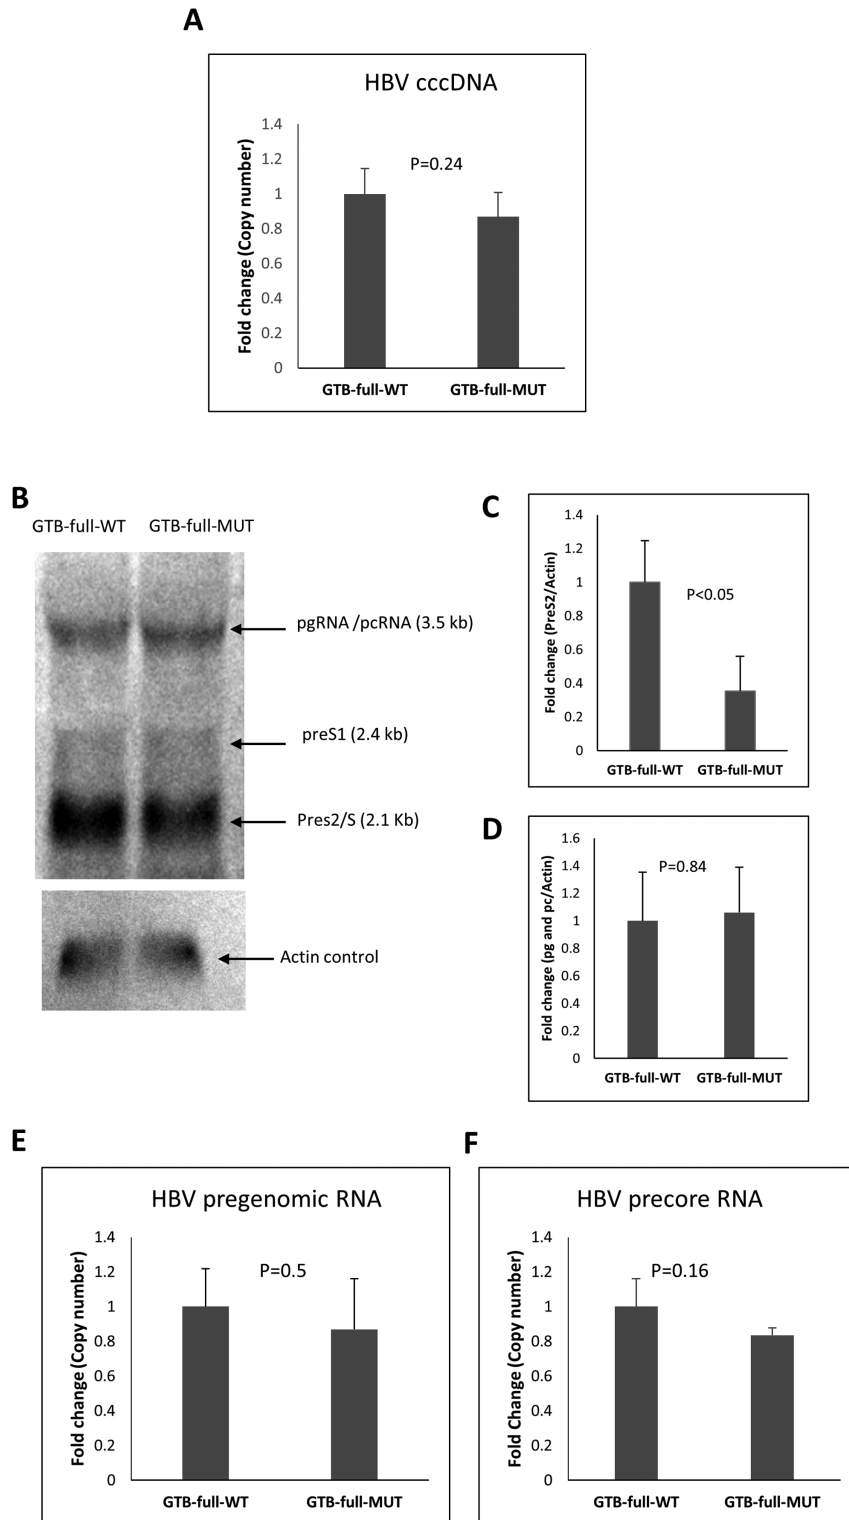 A
HBV cccDNA
Fold change (Copy number)
1.4
1.2
1
0.8
0.6
0.4
0.2
0
P=0.24
GTB-full-WT GTB-full-MUT
B
GTB-full-WT GTB-full-MUT
pgRNA /pcRNA (3.5 kb)
preS1 (2.4 kb)
Pres2/S (2.1 Kb)
Actin control
C
Fold change (PreS2/Actin)
1.4
1.2
1
0.8
0.6
0.4
0.2
0
P<0.05
GTB-full-WT GTB-full-MUT
D
Fold change (pg and pc/Actin)
1.6
1.4
1.2
1
0.8
0.6
0.4
0.2
0
P=0.84
GTB-full-WT GTB-full-MUT
E
HBV pregenomic RNA
Fold change (Copy number)
1.4
1.2
1
0.8
0.6
0.4
0.2
0
P=0.5
GTB-full-WT GTB-full-MUT
F
HBV precore RNA
Fold Change (Copy number)
1.4
1.2
1
0.8
0.6
0.4
0.2
0
P=0.16
GTB-full-WT GTB-full-MUT